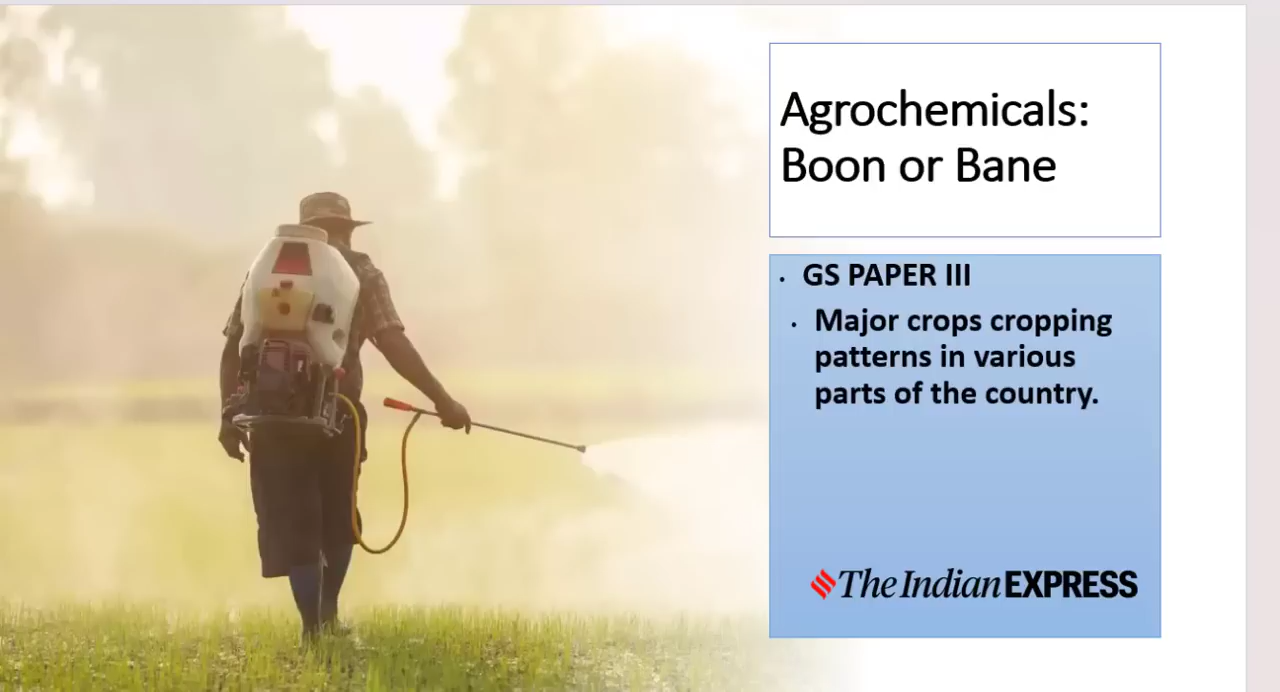 Agrochemicals:
Boon or Bane
· GS PAPER III
· Major crops cropping
patterns in various
parts of the country.
The Indian EXPRESS